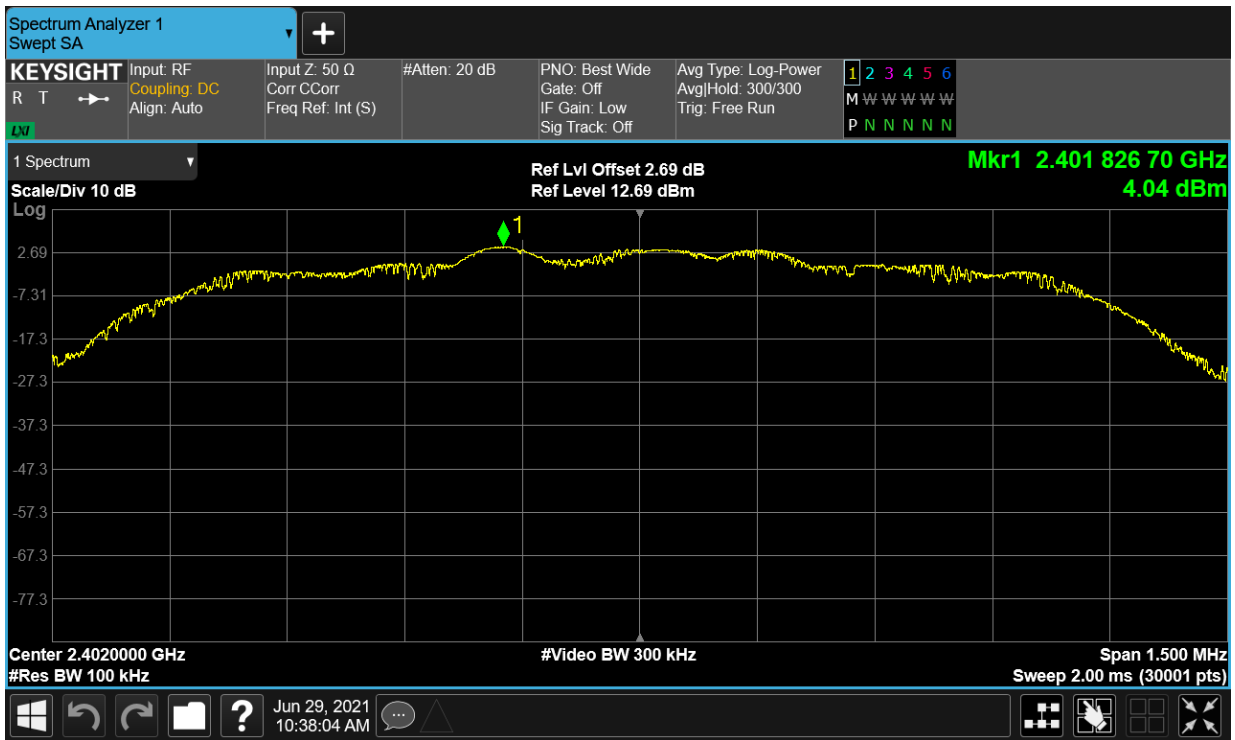 Spectrum Analyzer 1
Swept SA
KEYSIGHT
R T
LXI
Input: RF
Coupling: DC
Align: Auto
Input Z: 50 Ω
Corr CCorr
Freq Ref: Int (S)
#Atten: 20 dB
PNO: Best Wide
Gate: Off
IF Gain: Low
Sig Track: Off
Avg Type: Log-Power
Avg|Hold: 300/300
Trig: Free Run
1 2 3 4 5 6
M W W W W W
P N N N N N
1 Spectrum
Scale/Div 10 dB
Ref Lvl Offset 2.69 dB
Ref Level 12.69 dBm
Mkr1 2.401 826 70 GHz
4.04 dBm
Log
1
2.69
-7.31
-17.3
-27.3
-37.3
-47.3
-57.3
-67.3
-77.3
Center 2.4020000 GHz
#Video BW 300 kHz
Span 1.500 MHz
#Res BW 100 kHz
Sweep 2.00 ms (30001 pts)
?
Jun 29, 2021
10:38:04 AM